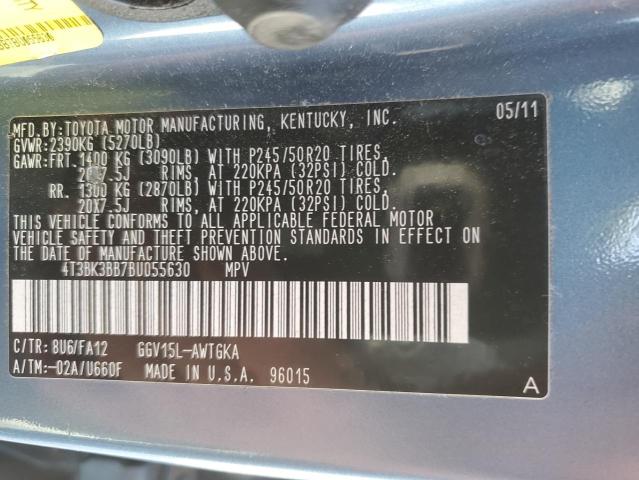 MFD.BY:TOYOTA MOTOR MANUFACTURING, KENTUCKY, INC. 05/11
GVWR:2390KG (5270LB)
GAWR:FRT.1400 KG (3090LB) WITH P245/50R20 TIRES,
20X7.5J RIMS, AT 220KPA (32PSI) COLD.
RR. 1300 KG (2870LB) WITH P245/50R20 TIRES,
20X7.5J RIMS, AT 220KPA (32PSI) COLD.
THIS VEHICLE CONFORMS TO ALL APPLICABLE FEDERAL MOTOR
VEHICLE SAFETY AND THEFT PREVENTION STANDARDS IN EFFECT ON
THE DATE OF MANUFACTURE SHOWN ABOVE.
4T3BK3BB7BU055630 MPV
C/TR: 8U6/FA12 GGV15L-AWTGKA
A/TM:-02A/U660F MADE IN U.S.A. 96015 A